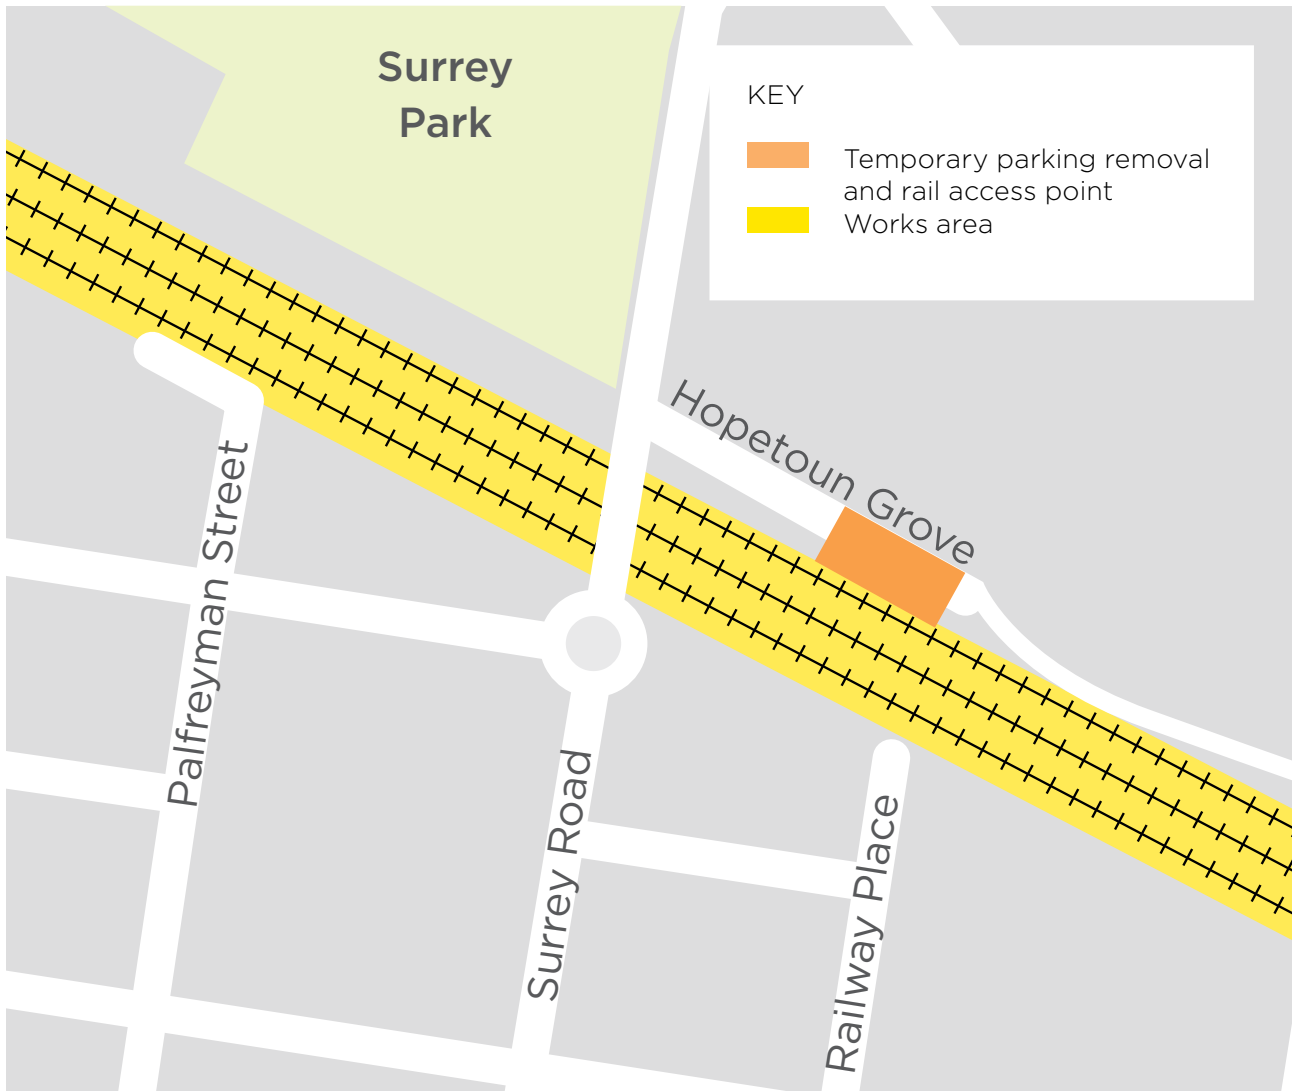 Surrey
Park
KEY
Temporary parking removal
and rail access point
Works area
Hopetoun Grove
Palfreyman Street
Surrey Road
Railway Place